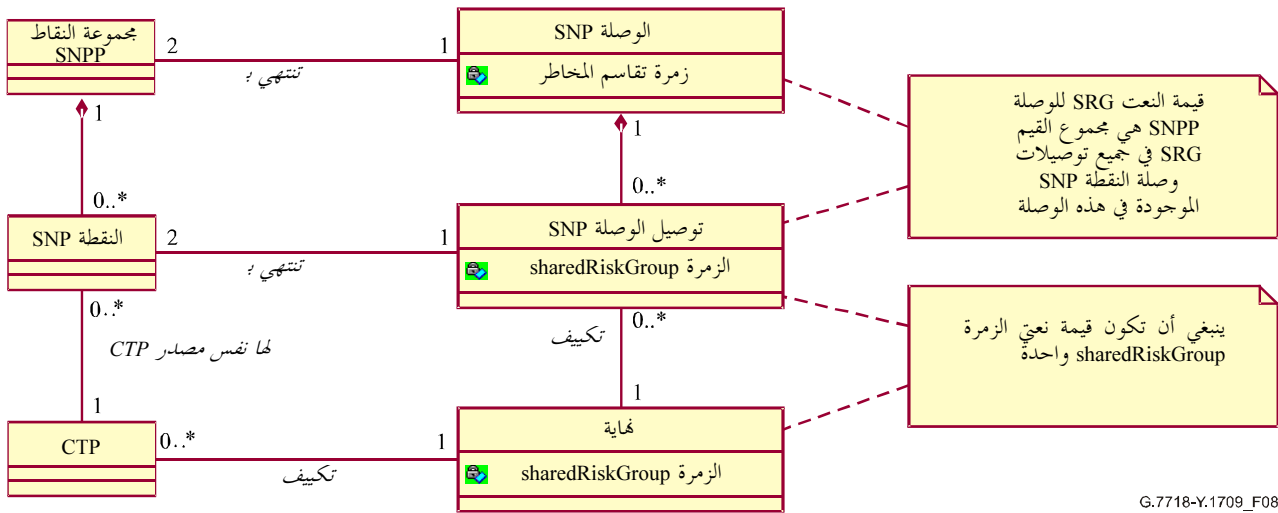 مجموعة النقاط
SNPP
2
1
تنتهي بـ
الوصلة SNP
زمرة تقاسم المخاطر
قيمة النعت SRG للوصلة
SNPP هي مجموع القيم
SRG في جميع توصيلات
وصلة النقطة SNP
الموجودة في هذه الوصلة
1
0..*
1
0..*
النقطة SNP
2
1
تنتهي بـ
توصيل الوصلة SNP
الزمرة sharedRiskGroup
0..*
لها نفس مصدر CTP
1
0..*
تكييف
1
ينبغي أن تكون قيمة نعتي الزمرة
sharedRiskGroup واحدة
CTP
0..*
1
تكييف
نهاية
الزمرة sharedRiskGroup
G.7718-Y.1709_F08